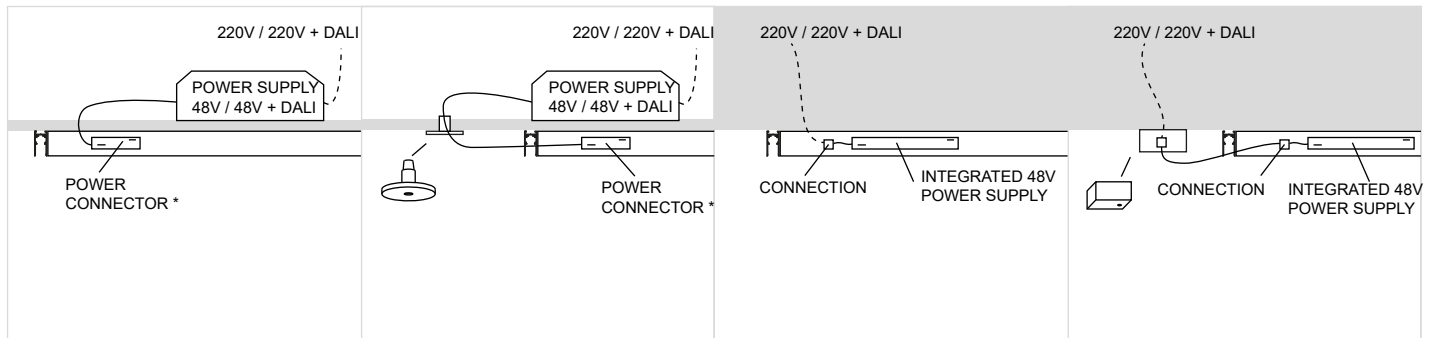 220V / 220V + DALI
POWER SUPPLY
48V / 48V + DALI
POWER
CONNECTOR *
220V / 220V + DALI
POWER SUPPLY
48V / 48V + DALI
POWER
CONNECTOR *
220V / 220V + DALI
CONNECTION
INTEGRATED 48V
POWER SUPPLY
220V / 220V + DALI
CONNECTION
INTEGRATED 48V
POWER SUPPLY